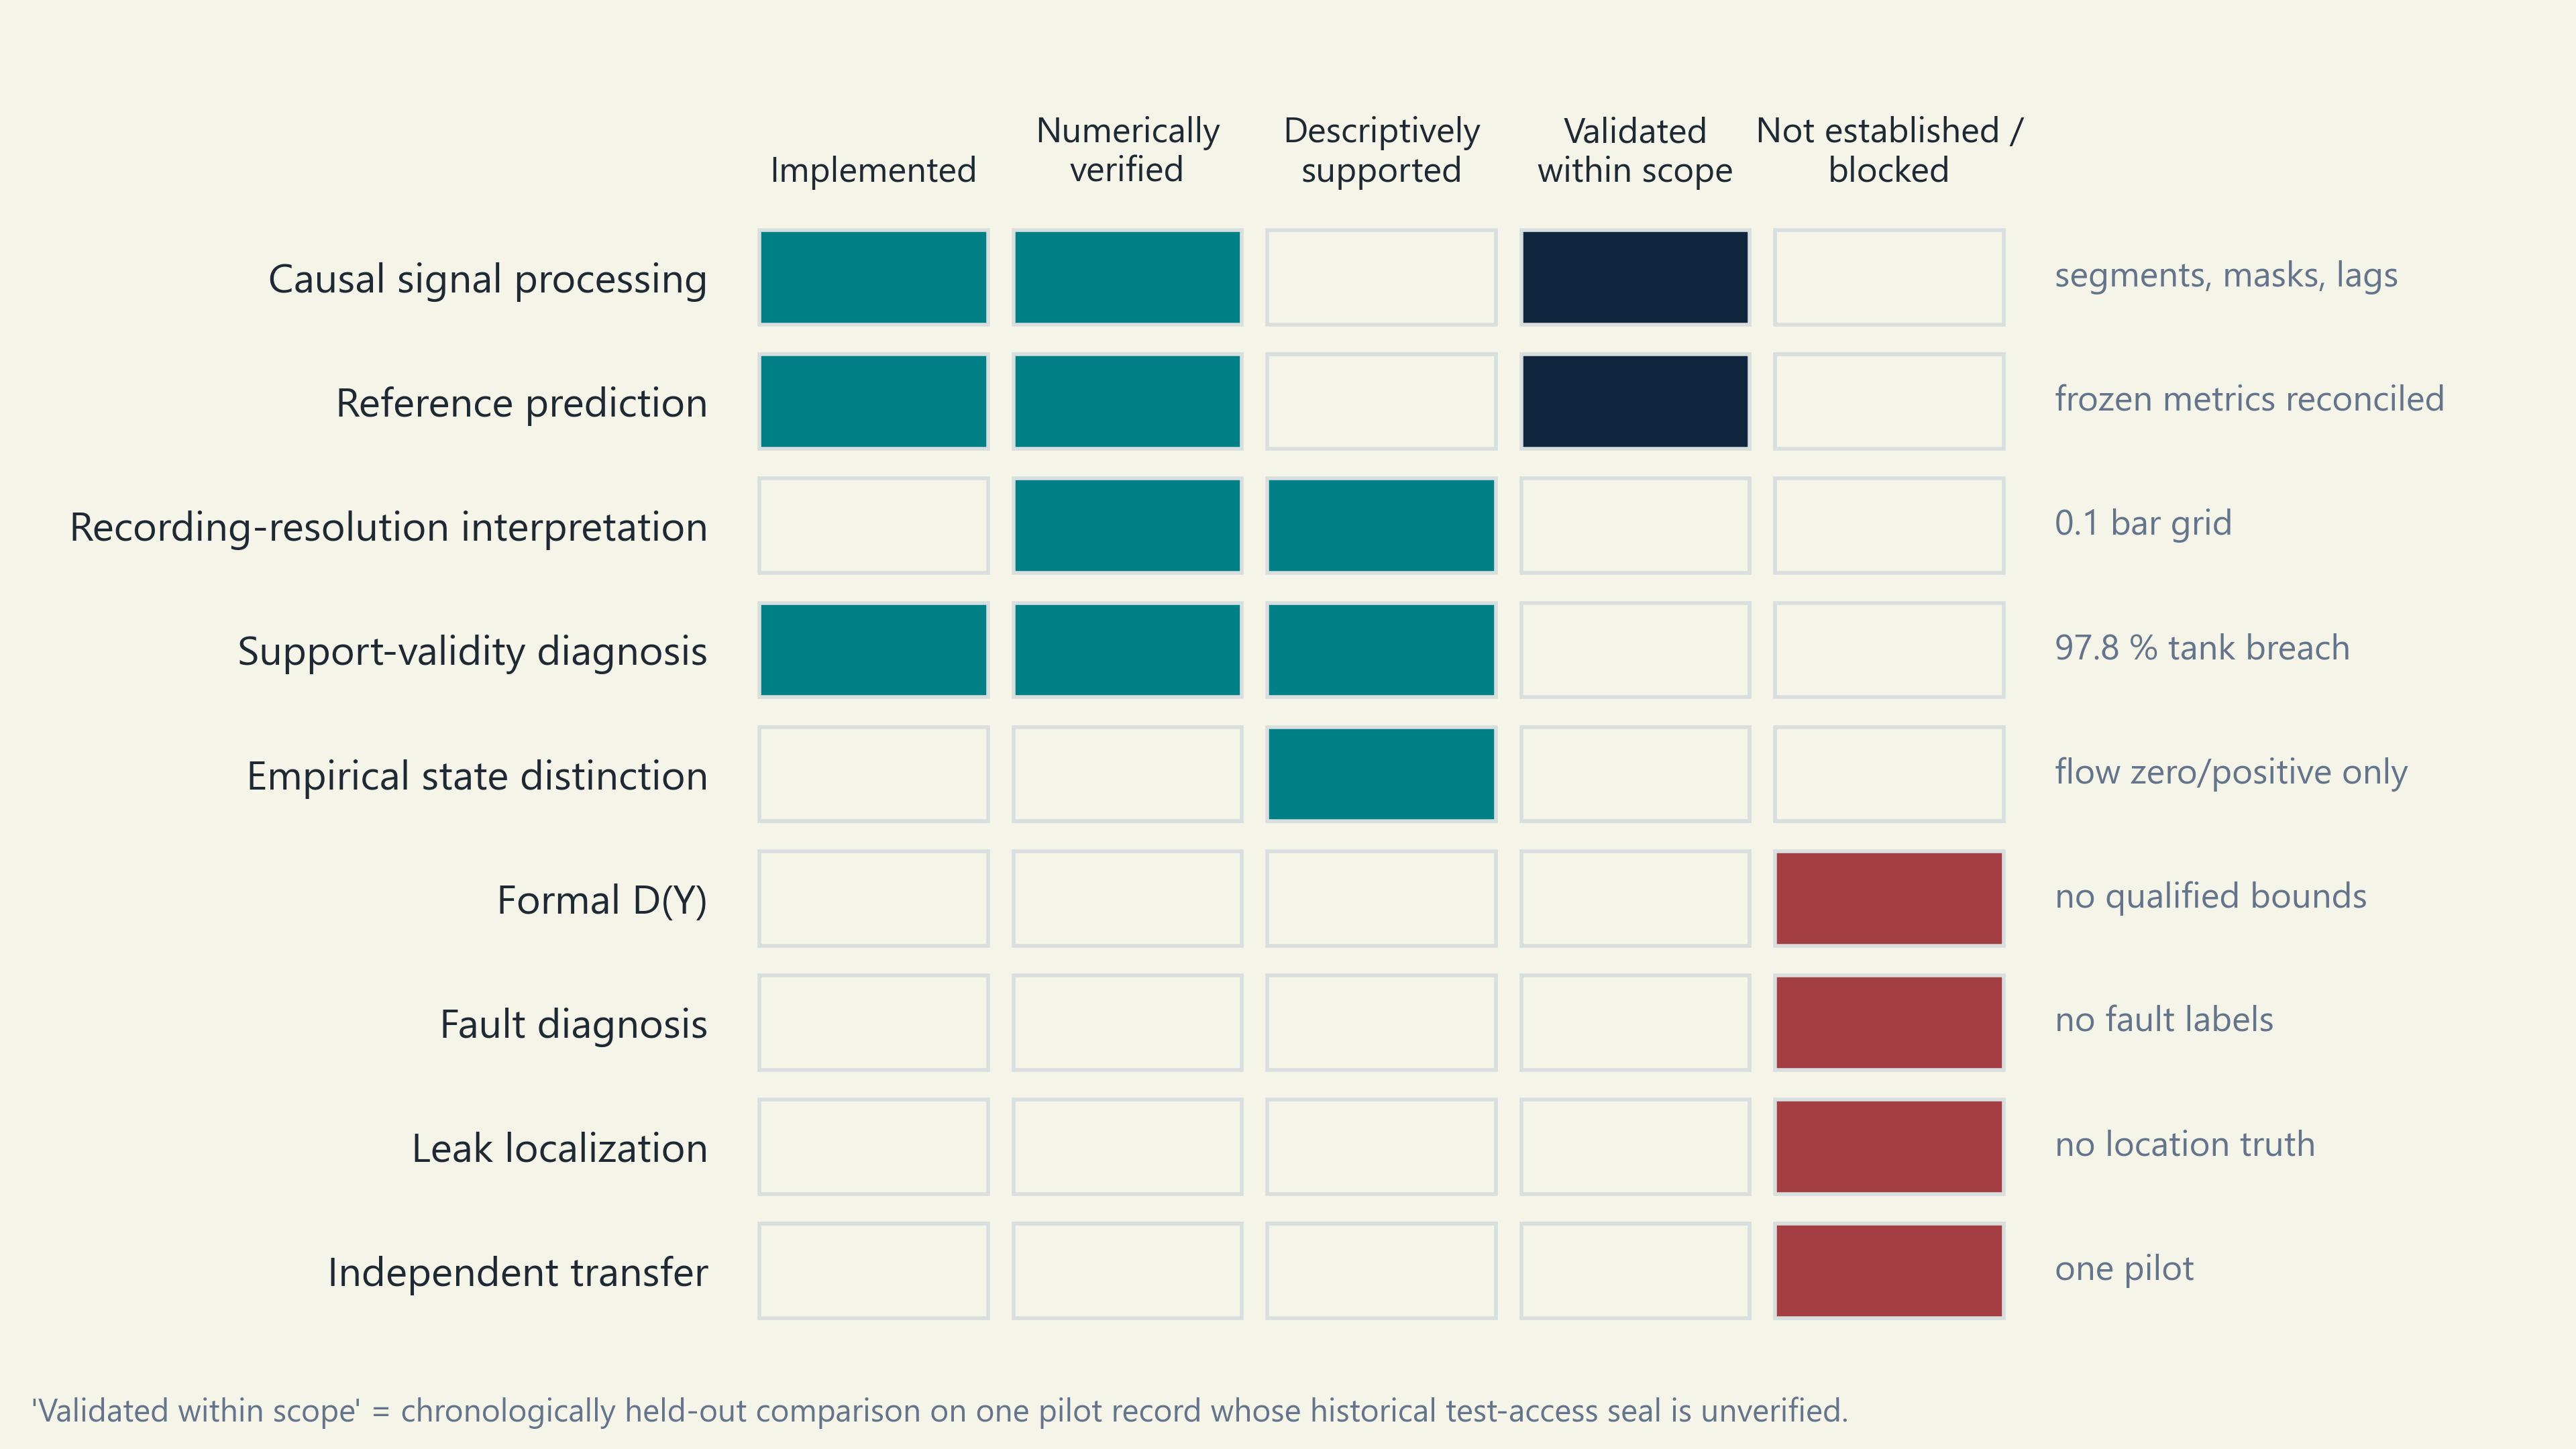 Implemented
Numerically
verified
Descriptively
supported
Validated
within scope
Not established /
blocked
Causal signal processing
segments, masks, lags
Reference prediction
frozen metrics reconciled
Recording-resolution interpretation
0.1 bar grid
Support-validity diagnosis
97.8 % tank breach
Empirical state distinction
flow zero/positive only
Formal D(Y)
no qualified bounds
Fault diagnosis
no fault labels
Leak localization
no location truth
Independent transfer
one pilot
'Validated within scope' = chronologically held-out comparison on one pilot record whose historical test-access seal is unverified.